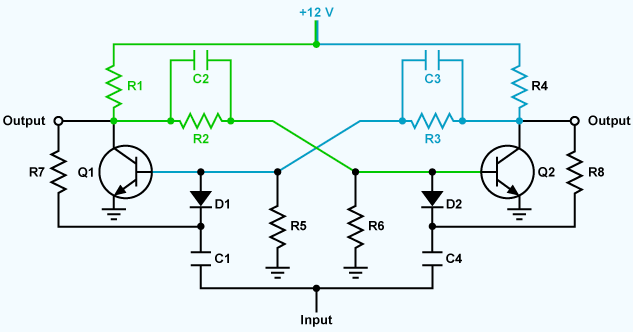 +12 V
C2
C3
R1
R4
Output
R2
R3
Output
R7
Q1
Q2
R8
D1
D2
R5
R6
C1
C4
Input